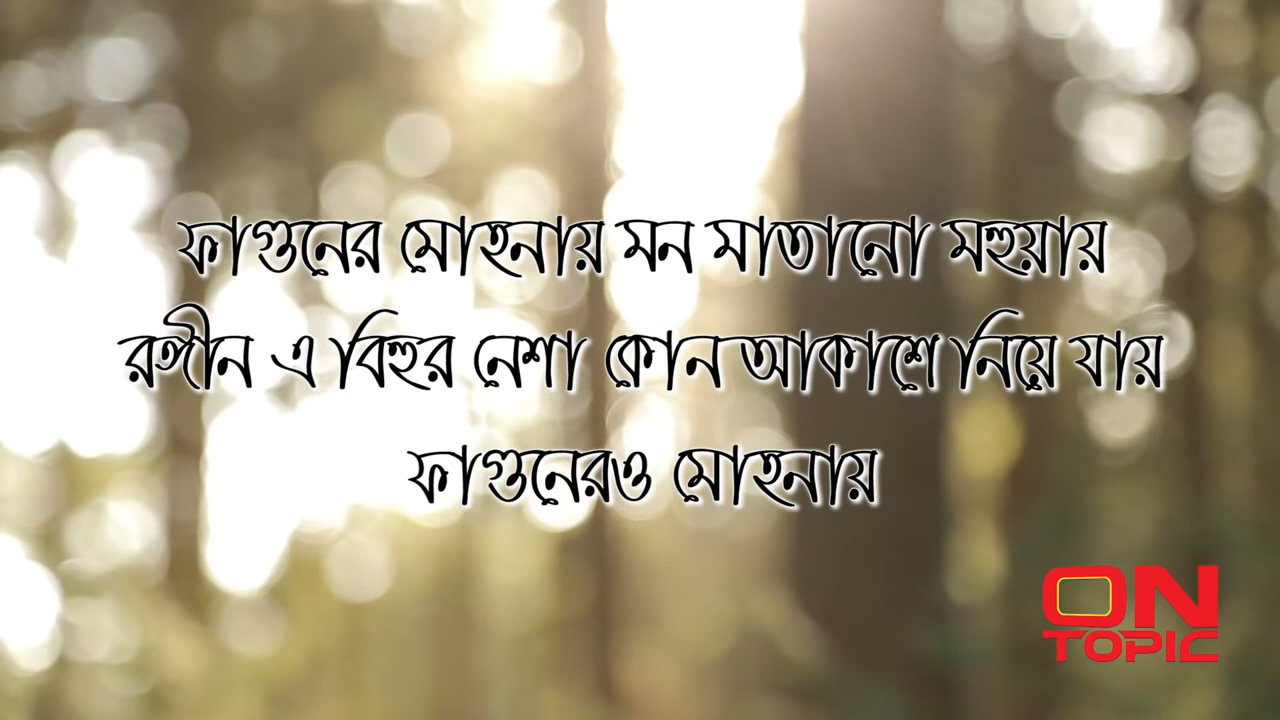 ফাগুনের মোহনায় মন মাতানো মহুয়ায়
রঙ্গীন এ বিহুর নেশা কোন আকাশে নিয়ে যায়
ফাগুনেরও মোহনায়
ON
TOPIC